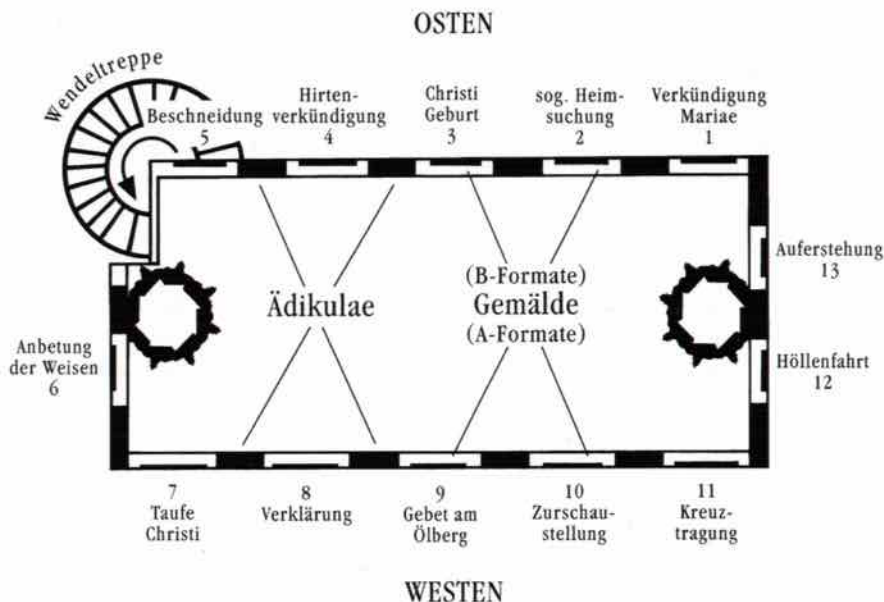 OSTEN
Wendeltreppe
Beschneidung
5
Hirten-
verkündigung
4
Christi
Geburt
3
sog. Heim-
suchung
2
Verkündigung
Mariae
1
Auferstehung
13
Ädikulae
(B-Formate)
Gemälde
(A-Formate)
Anbetung
der Weisen
6
Höllenfahrt
12
7
Taufe
Christi
8
Verklärung
9
Gebet am
Ölberg
10
Zurschau-
stellung
11
Kreuz-
tragung
WESTEN